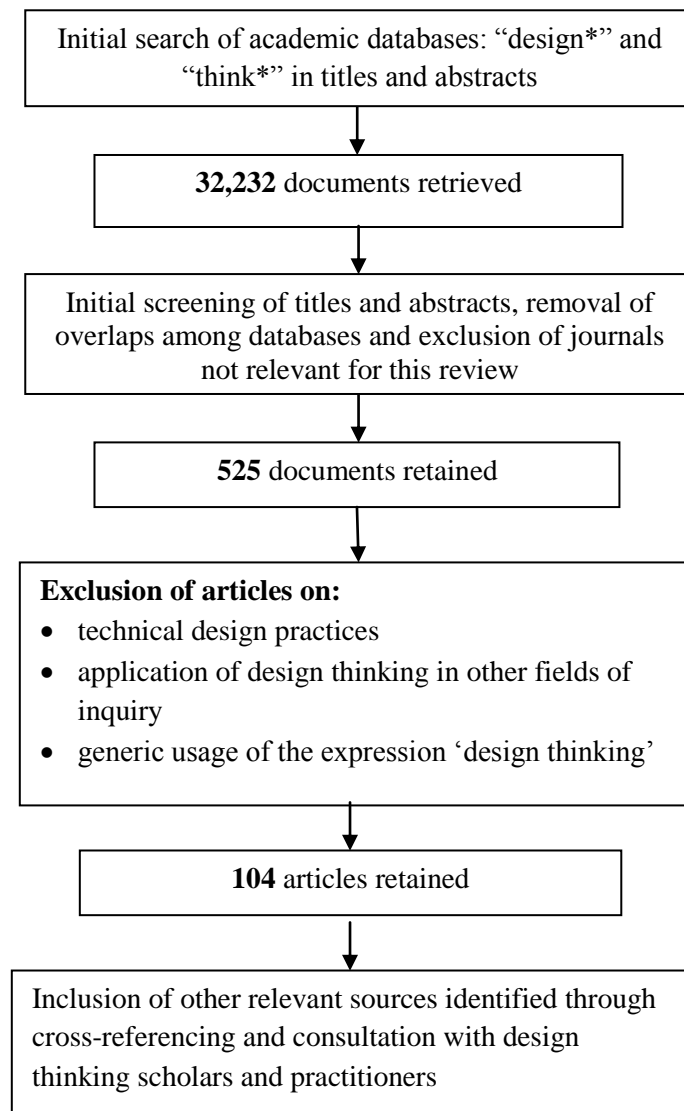 Initial search of academic databases: “design*” and
“think*” in titles and abstracts
32,232 documents retrieved
Initial screening of titles and abstracts, removal of
overlaps among databases and exclusion of journals
not relevant for this review
525 documents retained
Exclusion of articles on:
• technical design practices
• application of design thinking in other fields of
inquiry
• generic usage of the expression ‘design thinking’
104 articles retained
Inclusion of other relevant sources identified through
cross-referencing and consultation with design
thinking scholars and practitioners